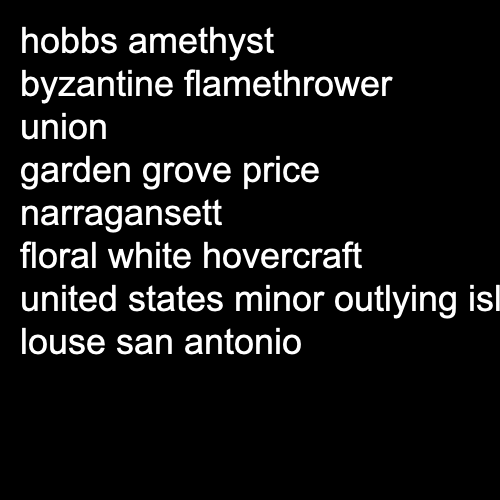 hobbs amethyst
byzantine flamethrower
union
garden grove price
narragansett
floral white hovercraft
united states minor outlying
louse san antonio